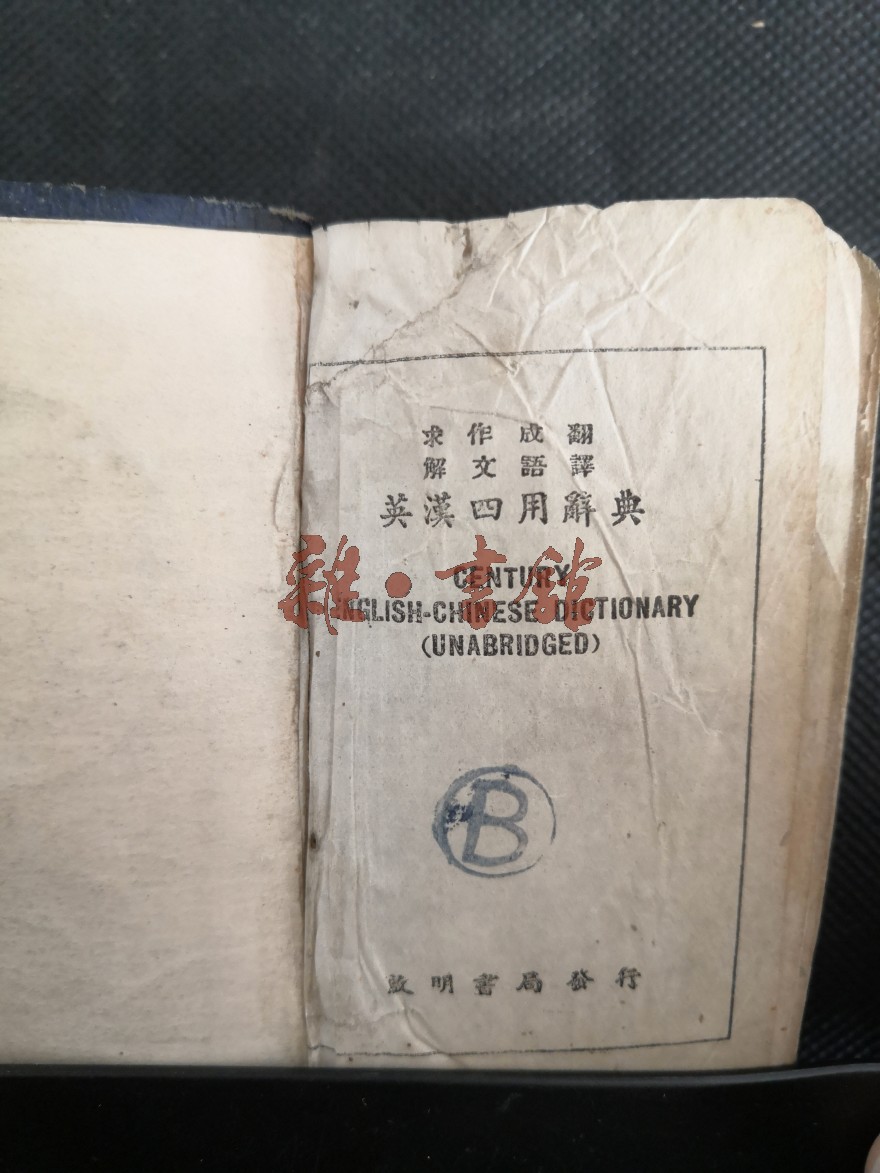 求作成翻
解文語譯
英漢四用辭典
CENTURY
ENGLISH-CHINESE DICTIONARY
(UNABRIDGED)
雜·書館
B
啟明書局發行